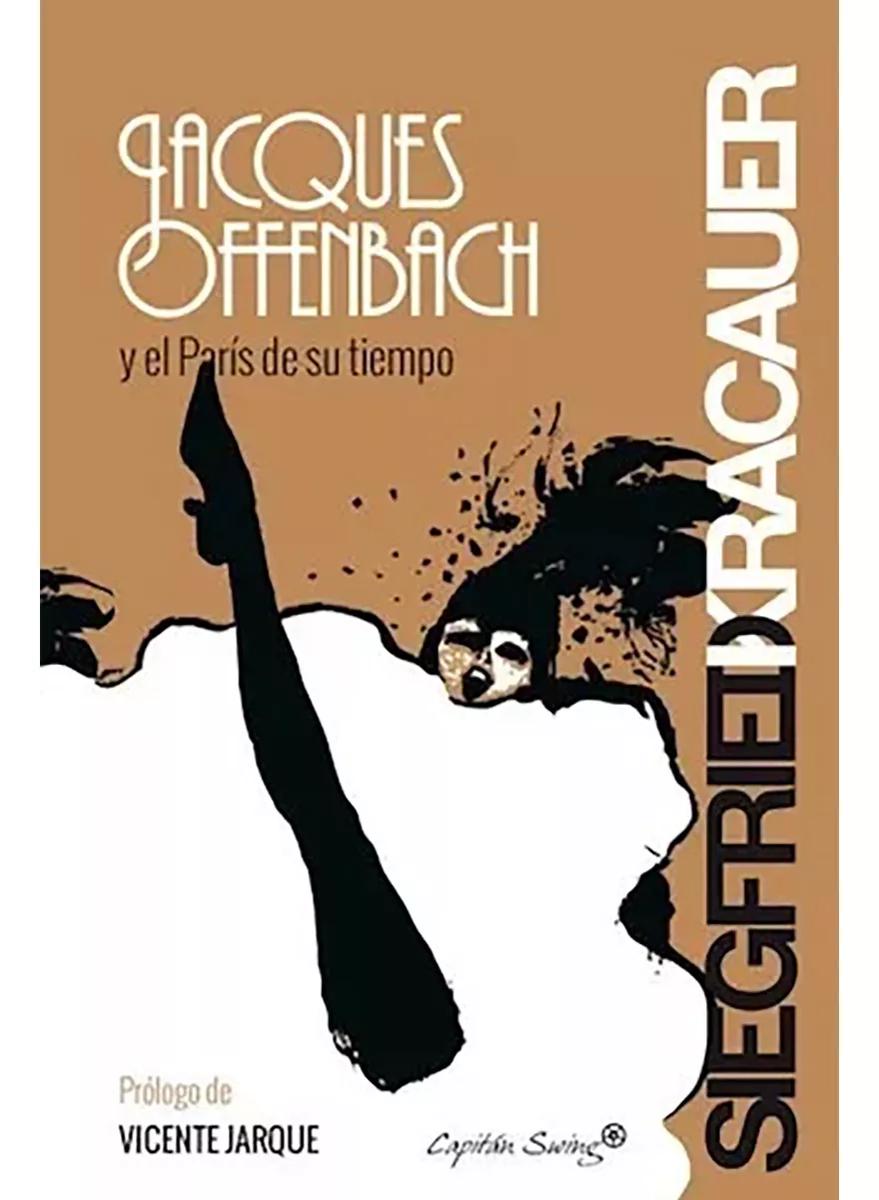 JACQUES
OFFENBACH
y el París de su tiempo
SIEGFRIED KRACAUER
Prólogo de
VICENTE JARQUE
Capitán Swing